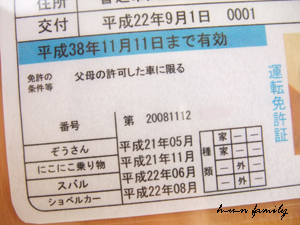 住所
交付 平成22年9月1日 0001
平成38年11月11日まで有効
免許の
条件等
父母の許可した車に限る
番号 第 20081112
ぞうさん 平成21年05月
にこにこ乗り物 平成21年11月
スバル 平成22年06月
ショベルカー 平成22年08月
種類
家 一 家 一
一 外 一
一 外 一
運転免許証
h-u-n family